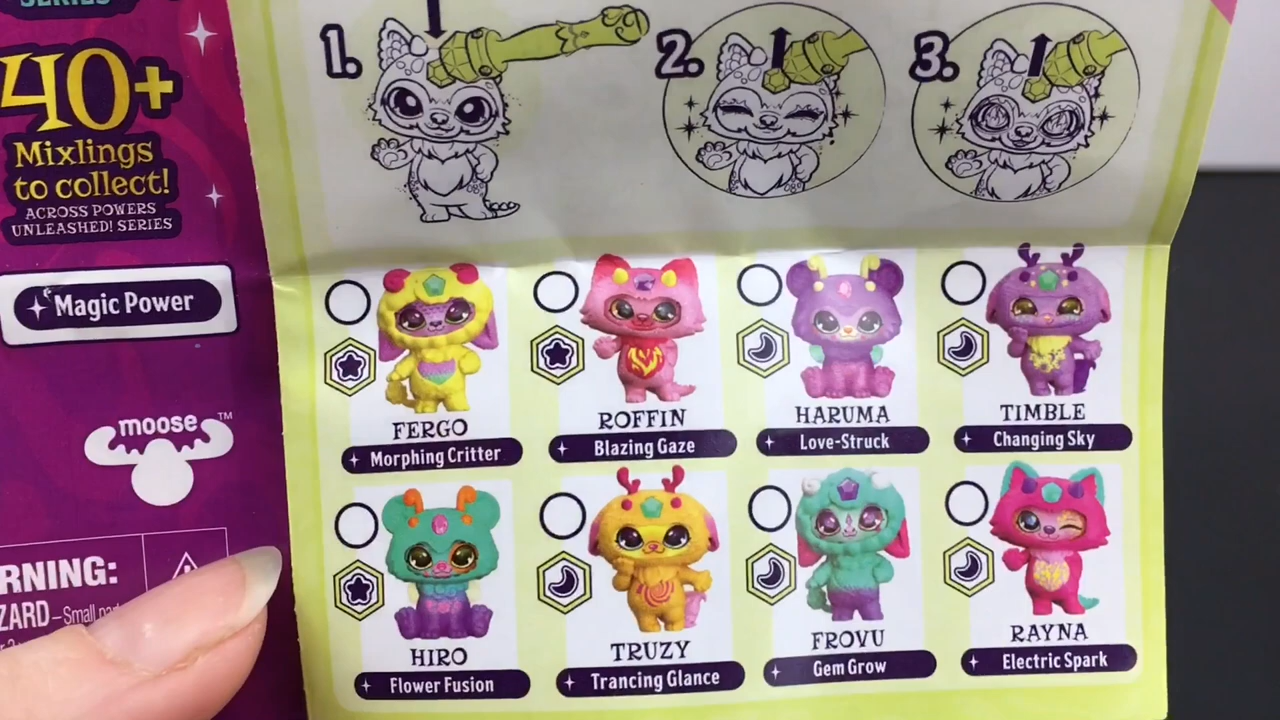 SERIES
40+
Mixlings
to collect!
ACROSS POWERS
UNLEASHED! SERIES
Magic Power
moose™
RNING:
ZARD – Small
1.
2.
3.
FERGO
Morphing Critter
ROFFIN
Blazing Gaze
HARUMA
Love-Struck
TIMBLE
Changing Sky
HIRO
Flower Fusion
TRUZY
Trancing Glance
FROVU
Gem Grow
RAYNA
Electric Spark